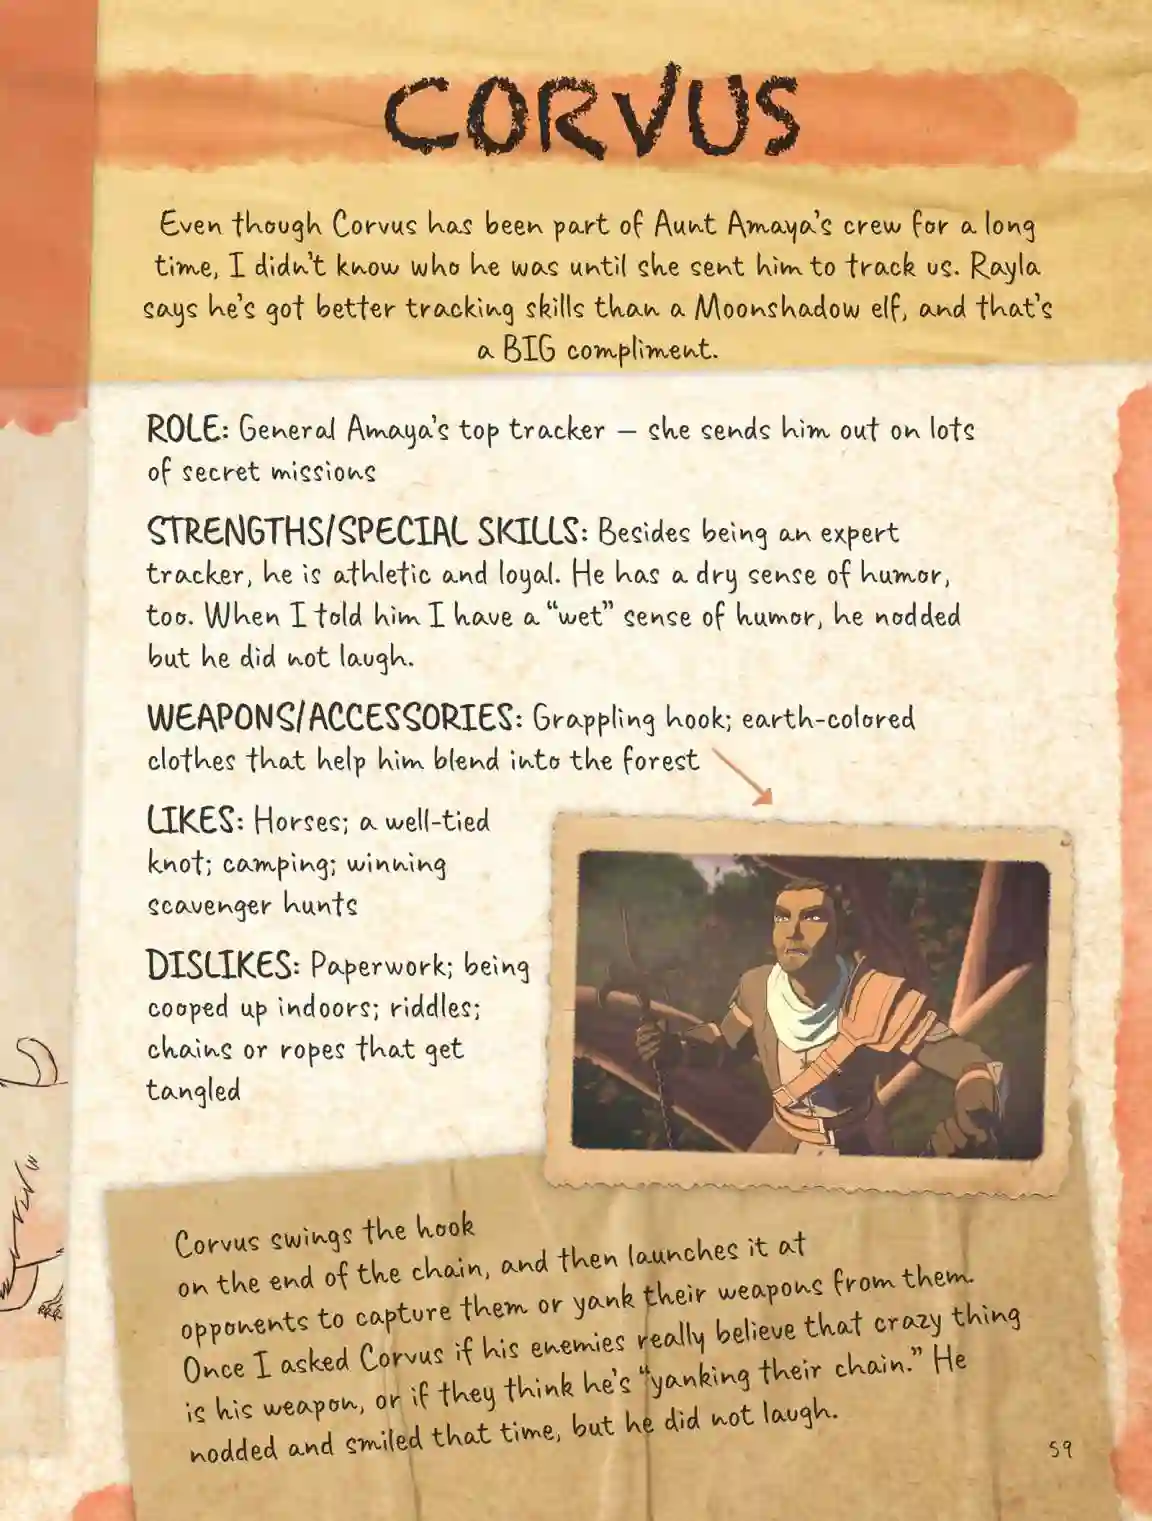 CORVUS
Even though Corvus has been part of Aunt Amaya's crew for a long
time, I didn't know who he was until she sent him to track us. Rayla
says he's got better tracking skills than a Moonshadow elf, and that's
a BIG compliment.
ROLE: General Amaya's top tracker — she sends him out on lots
of secret missions
STRENGTHS/SPECIAL SKILLS: Besides being an expert
tracker, he is athletic and loyal. He has a dry sense of humor,
too. When I told him I have a "wet" sense of humor, he nodded
but he did not laugh.
WEAPONS/ACCESSORIES: Grappling hook; earth-colored
clothes that help him blend into the forest
LIKES: Horses; a well-tied
knot; camping; winning
scavenger hunts
DISLIKES: Paperwork; being
cooped up indoors; riddles;
chains or ropes that get
tangled
Corvus swings the hook
on the end of the chain, and then launches it at
opponents to capture them or yank their weapons from them.
Once I asked Corvus if his enemies really believe that crazy thing
is his weapon, or if they think he's "yanking their chain." He
nodded and smiled that time, but he did not laugh.
59